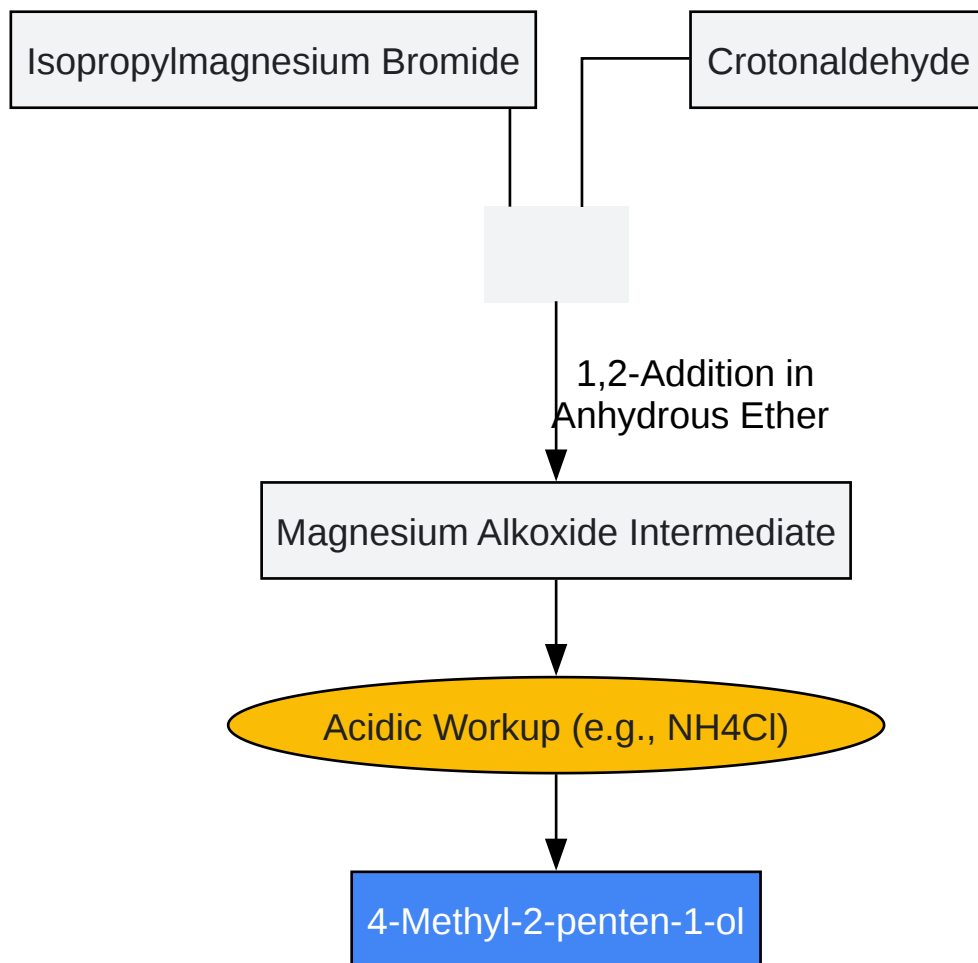 Isopropylmagnesium Bromide
Crotonaldehyde
1,2-Addition in
Anhydrous Ether
Magnesium Alkoxide Intermediate
Acidic Workup (e.g., NH4Cl)
4-Methyl-2-penten-1-ol